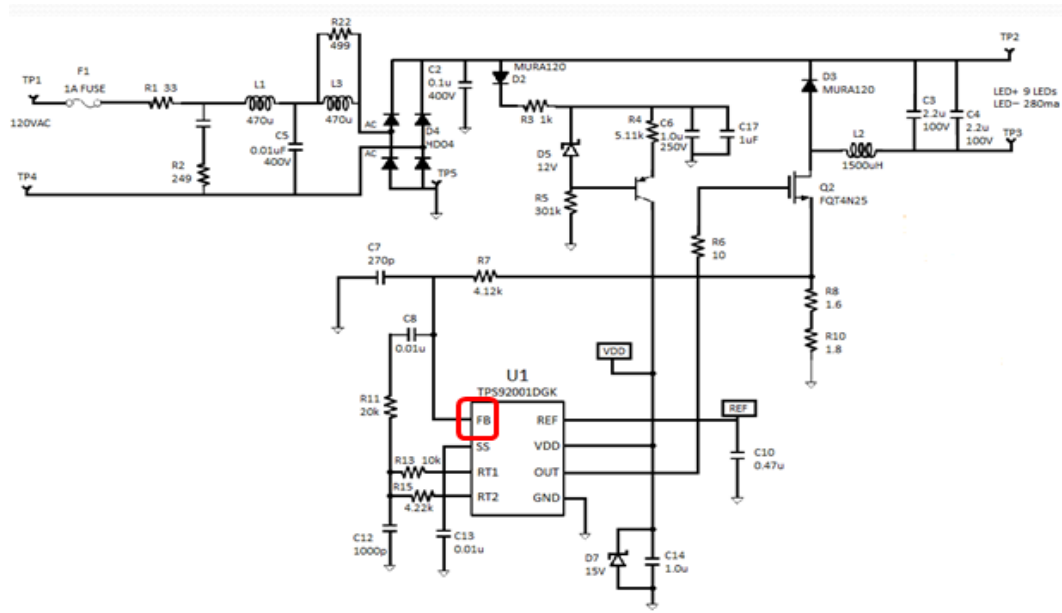 R22
499
TP1
F1
1A FUSE
R1 33
L1
470u
L3
470u
120VAC
C5
0.01uF
400V
R2
249
TP4
AC
AC
D4
HD04
TP5
C2
0.1u
400V
MURA120
D2
R3 1k
D5
12V
R5
301k
R4
5.11k
C6
1.0u
250V
C17
1uF
D3
MURA120
L2
1500uH
C3
2.2u
100V
C4
2.2u
100V
TP2
LED+ 9 LEDs
LED- 280ma
TP3
Q2
FQT4N25
R6
10
R8
1.6
R10
1.8
C7
270p
R7
4.12k
C8
0.01u
R11
20k
R13 10k
R15
4.22k
C12
1000p
C13
0.01u
U1
TPS92001DGK
FB
SS
RT1
RT2
REF
VDD
OUT
GND
VDD
REF
C10
0.47u
D7
15V
C14
1.0u